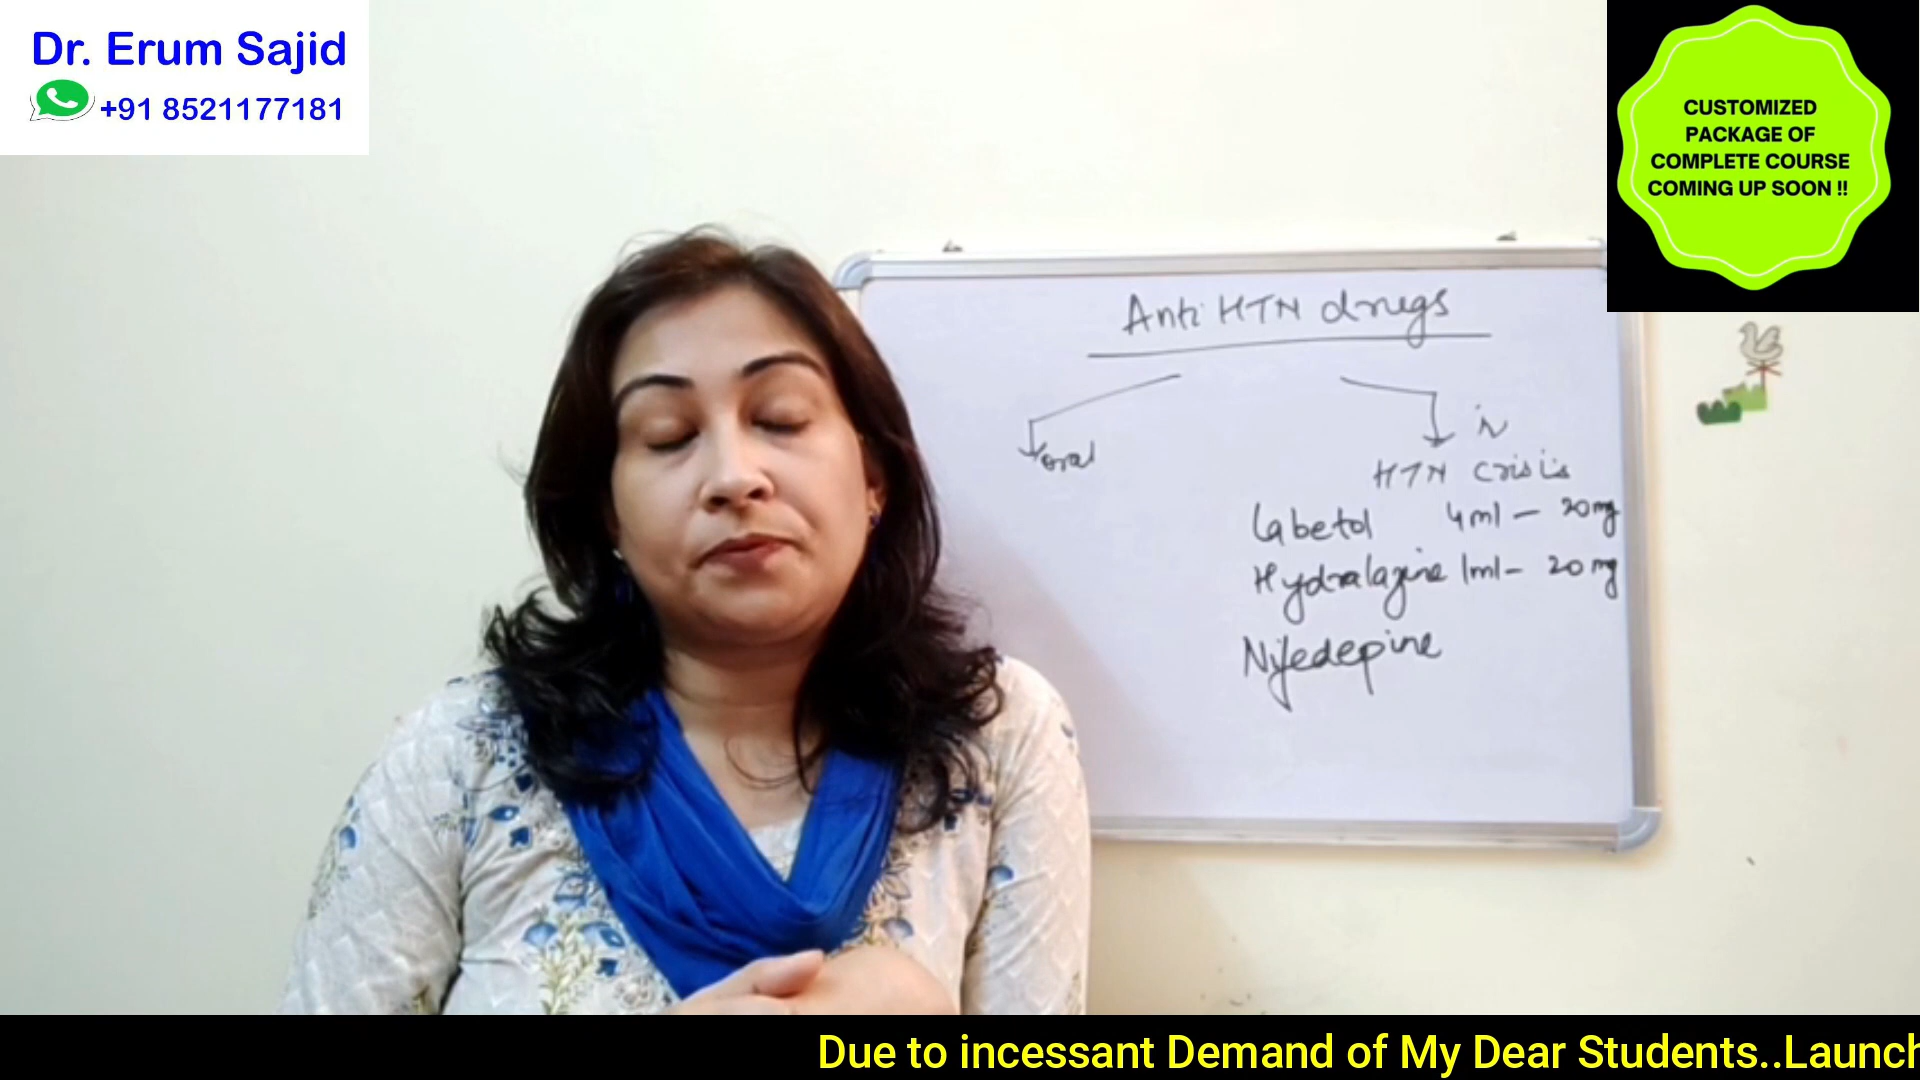 Dr. Erum Sajid
+91 8521177181
CUSTOMIZED
PACKAGE OF
COMPLETE COURSE
COMING UP SOON !!
Anti HTN drugs
oral
in
HTN crisis
Labetol 4ml - 20mg
Hydralazine 1ml - 20mg
Nifedepine
Due to incessant Demand of My Dear Students..Launch